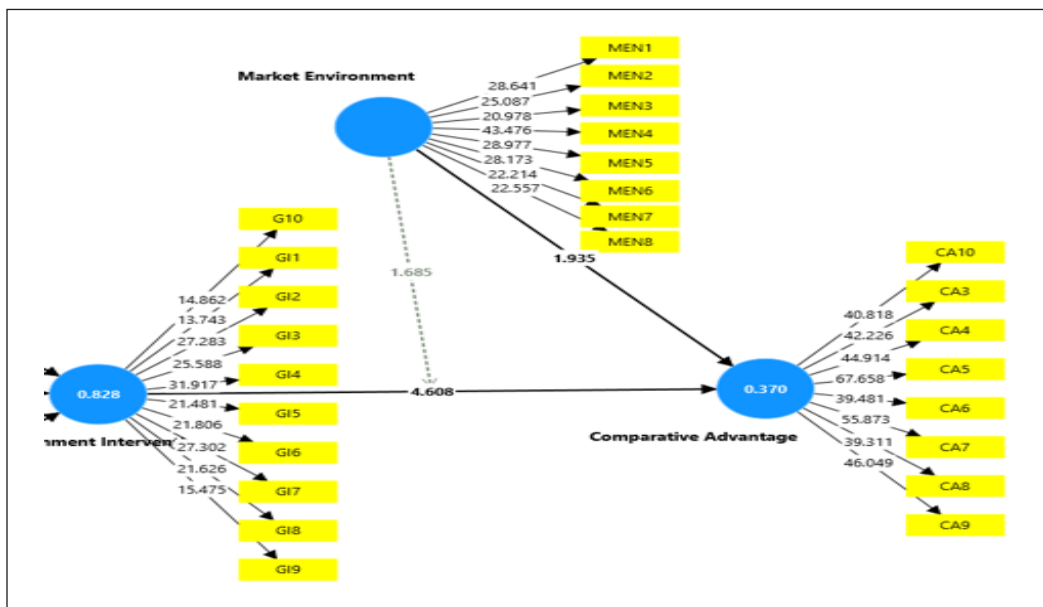 Market Environment
MEN1
MEN2
MEN3
MEN4
MEN5
MEN6
MEN7
MEN8
28.641
25.087
20.978
43.476
28.977
28.173
22.214
22.557
1.685
1.935
G10
GI1
GI2
GI3
GI4
GI5
GI6
GI7
GI8
GI9
14.862
13.743
27.283
25.588
31.917
21.481
21.806
27.302
21.626
15.475
0.828
nment Interven
4.608
0.370
Comparative Advantage
CA10
CA3
CA4
CA5
CA6
CA7
CA8
CA9
40.818
42.226
44.914
67.658
39.481
55.873
39.311
46.049